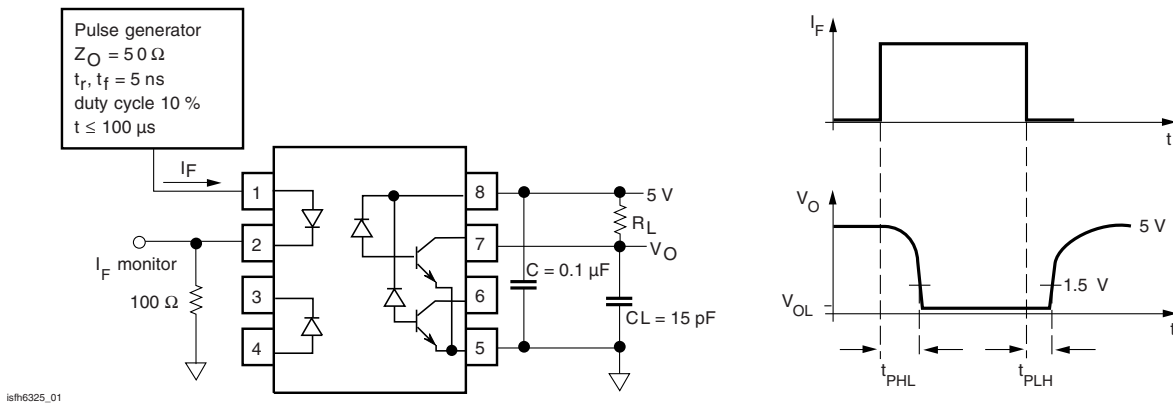 Pulse generator
Z_O = 50 Ω
t_r, t_f = 5 ns
duty cycle 10 %
t ≤ 100 µs
I_F
1
2
3
4
I_F monitor
100 Ω
8
7
6
5
5 V
R_L
V_O
C = 0.1 µF
CL = 15 pF
I_F
t
V_O
5 V
1.5 V
V_OL
t
t_PHL
t_PLH
isfh6325_01